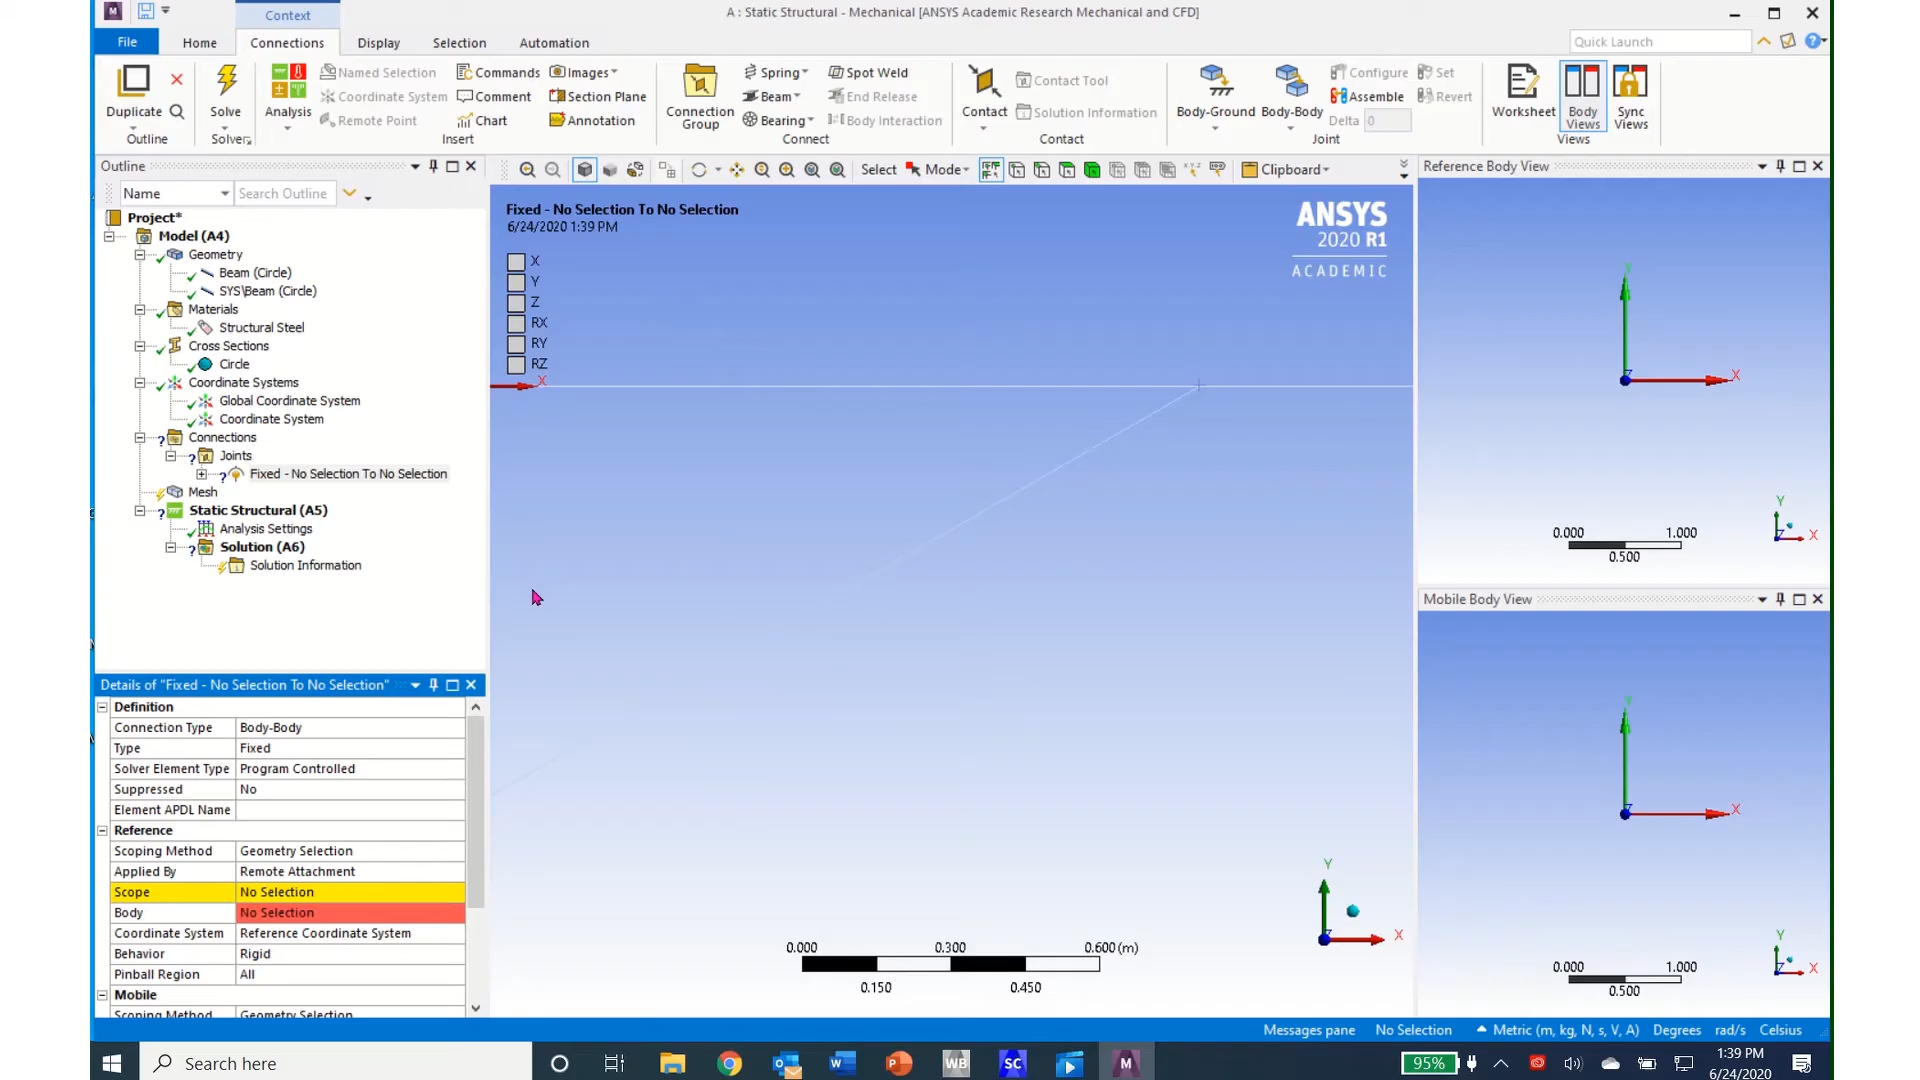 Context
A : Static Structural - Mechanical [ANSYS Academic Research Mechanical and CFD]
File Home Connections Display Selection Automation
Quick Launch
Duplicate
Outline
Solve
Solver
Analysis
Named Selection
Coordinate System
Remote Point
Commands
Comment
Chart
Images
Section Plane
Annotation
Insert
Connection Group
Spring
Beam
Bearing
Spot Weld
End Release
Body Interaction
Connect
Contact
Contact Tool
Solution Information
Contact
Body-Ground
Body-Body
Configure
Set
Assemble
Revert
Delta 0
Joint
Worksheet
Body Views
Sync Views
Views
Outline
Name
Search Outline
Select Mode
Clipboard
Project*
Model (A4)
Geometry
Beam (Circle)
SYS\Beam (Circle)
Materials
Structural Steel
Cross Sections
Circle
Coordinate Systems
Global Coordinate System
Coordinate System
Connections
Joints
Fixed - No Selection To No Selection
Mesh
Static Structural (A5)
Analysis Settings
Solution (A6)
Solution Information
Fixed - No Selection To No Selection
6/24/2020 1:39 PM
X
Y
Z
RX
RY
RZ
X
ANSYS
2020 R1
ACADEMIC
Y
X
Z
0.000 0.300 0.600 (m)
0.150 0.450
Reference Body View
Y
X
Z
0.000 1.000
0.500
Y
X
Z
Mobile Body View
Y
X
Z
0.000 1.000
0.500
Y
X
Z
Details of "Fixed - No Selection To No Selection"
Definition
Connection Type Body-Body
Type Fixed
Solver Element Type Program Controlled
Suppressed No
Element APDL Name
Reference
Scoping Method Geometry Selection
Applied By Remote Attachment
Scope No Selection
Body No Selection
Coordinate System Reference Coordinate System
Behavior Rigid
Pinball Region All
Mobile
Scoping Method Geometry Selection
Messages pane No Selection Metric (m, kg, N, s, V, A) Degrees rad/s Celsius
Search here
WB
SC
M
95%
1:39 PM
6/24/2020